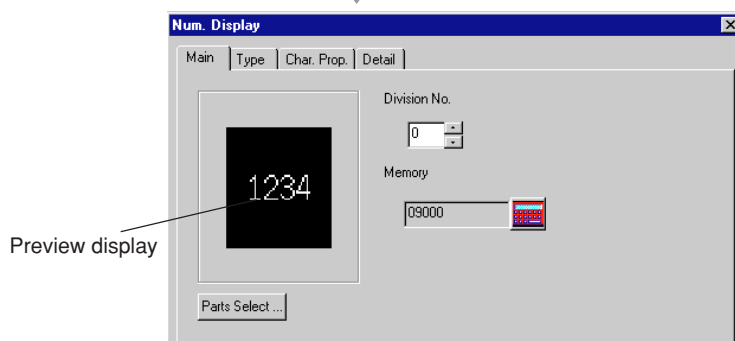 Num. Display
Main Type Char. Prop. Detail
Division No.
0
Memory
1234
09000
Preview display
Parts Select ...